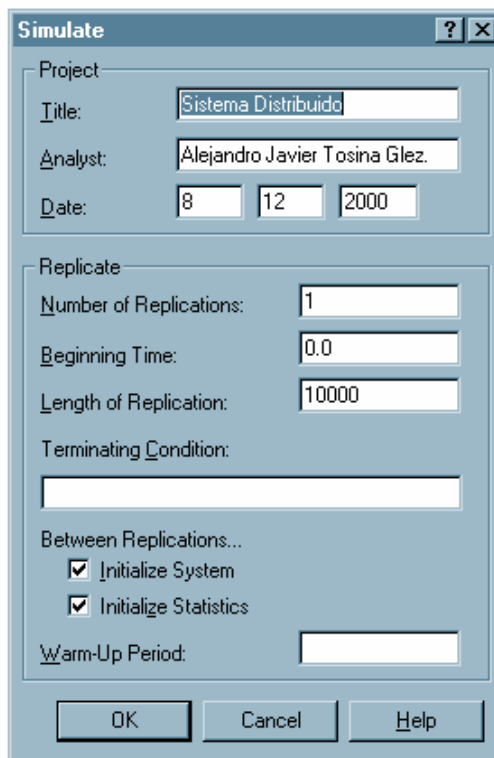 Simulate
Project
Title: Sistema Distribuido
Analyst: Alejandro Javier Tosina Glez.
Date: 8 12 2000
Replicate
Number of Replications: 1
Beginning Time: 0.0
Length of Replication: 10000
Terminating Condition:
Between Replications...
Initialize System
Initialize Statistics
Warm-Up Period:
OK Cancel Help